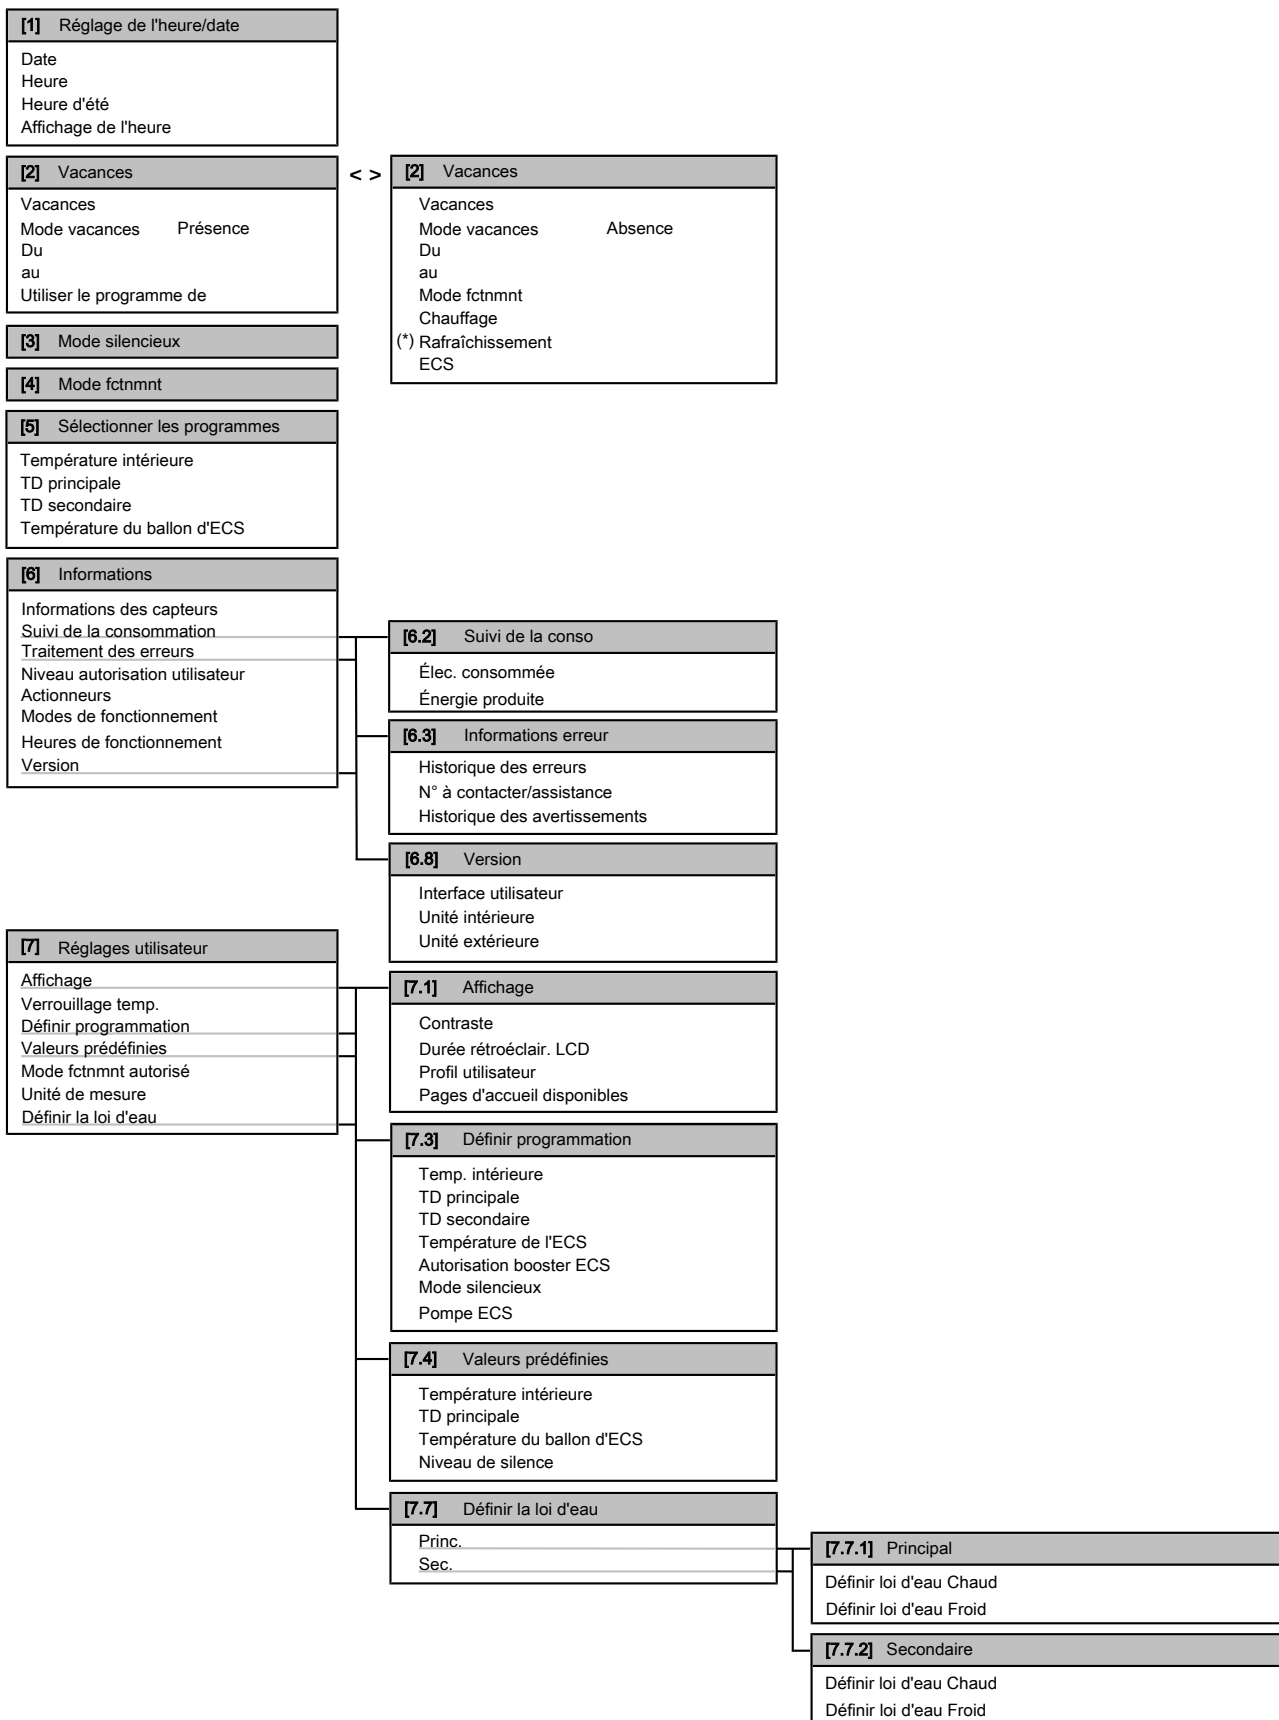 [1] Réglage de l'heure/date
Date
Heure
Heure d'été
Affichage de l'heure
[2] Vacances
Vacances
Mode vacances Présence
Du
au
Utiliser le programme de
< >
[2] Vacances
Vacances
Mode vacances Absence
Du
au
Mode fctnmnt
Chauffage
(*) Rafraîchissement
ECS
[3] Mode silencieux
[4] Mode fctnmnt
[5] Sélectionner les programmes
Température intérieure
TD principale
TD secondaire
Température du ballon d'ECS
[6] Informations
Informations des capteurs
Suivi de la consommation
Traitement des erreurs
Niveau autorisation utilisateur
Actionneurs
Modes de fonctionnement
Heures de fonctionnement
Version
[6.2] Suivi de la conso
Élec. consommée
Énergie produite
[6.3] Informations erreur
Historique des erreurs
N° à contacter/assistance
Historique des avertissements
[6.8] Version
Interface utilisateur
Unité intérieure
Unité extérieure
[7] Réglages utilisateur
Affichage
Verrouillage temp.
Définir programmation
Valeurs prédéfinies
Mode fctnmnt autorisé
Unité de mesure
Définir la loi d'eau
[7.1] Affichage
Contraste
Durée rétroéclair. LCD
Profil utilisateur
Pages d'accueil disponibles
[7.3] Définir programmation
Temp. intérieure
TD principale
TD secondaire
Température de l'ECS
Autorisation booster ECS
Mode silencieux
Pompe ECS
[7.4] Valeurs prédéfinies
Température intérieure
TD principale
Température du ballon d'ECS
Niveau de silence
[7.7] Définir la loi d'eau
Princ.
Sec.
[7.7.1] Principal
Définir loi d'eau Chaud
Définir loi d'eau Froid
[7.7.2] Secondaire
Définir loi d'eau Chaud
Définir loi d'eau Froid